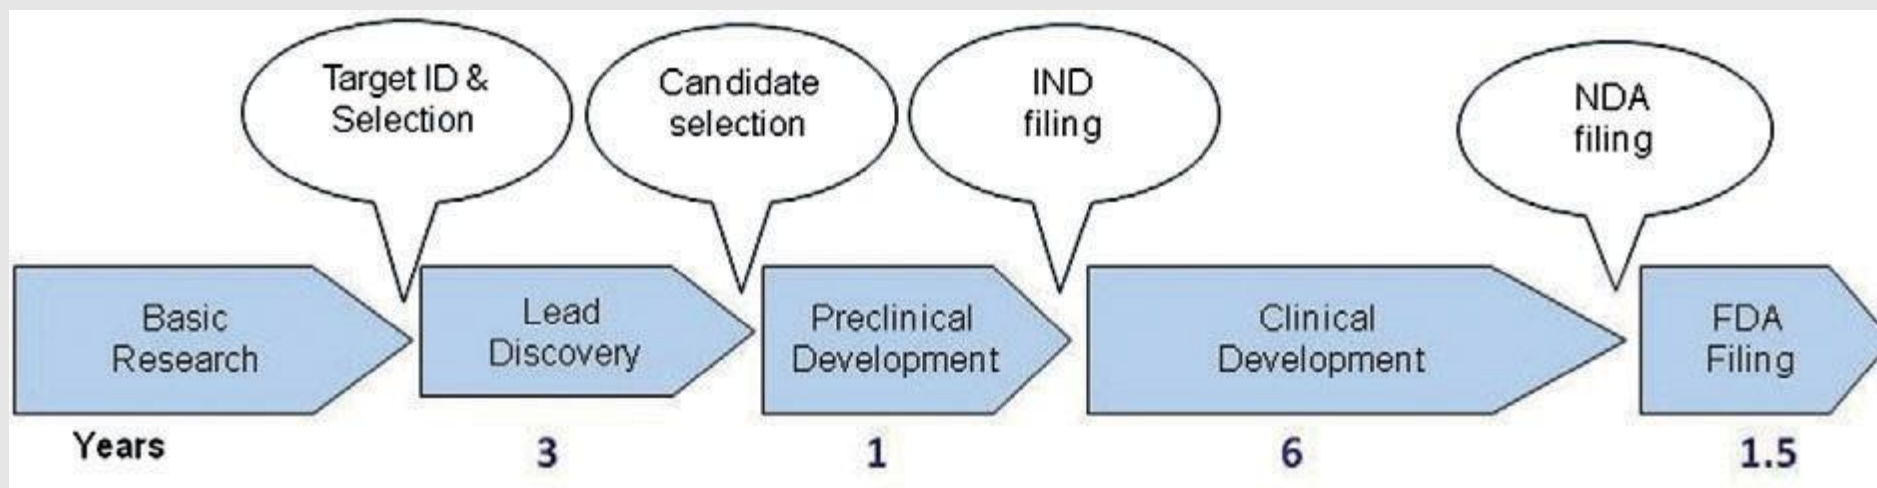 Target ID &
Selection
Candidate
selection
IND
filing
NDA
filing
Basic
Research
Lead
Discovery
Preclinical
Development
Clinical
Development
FDA
Filing
Years
3
1
6
1.5